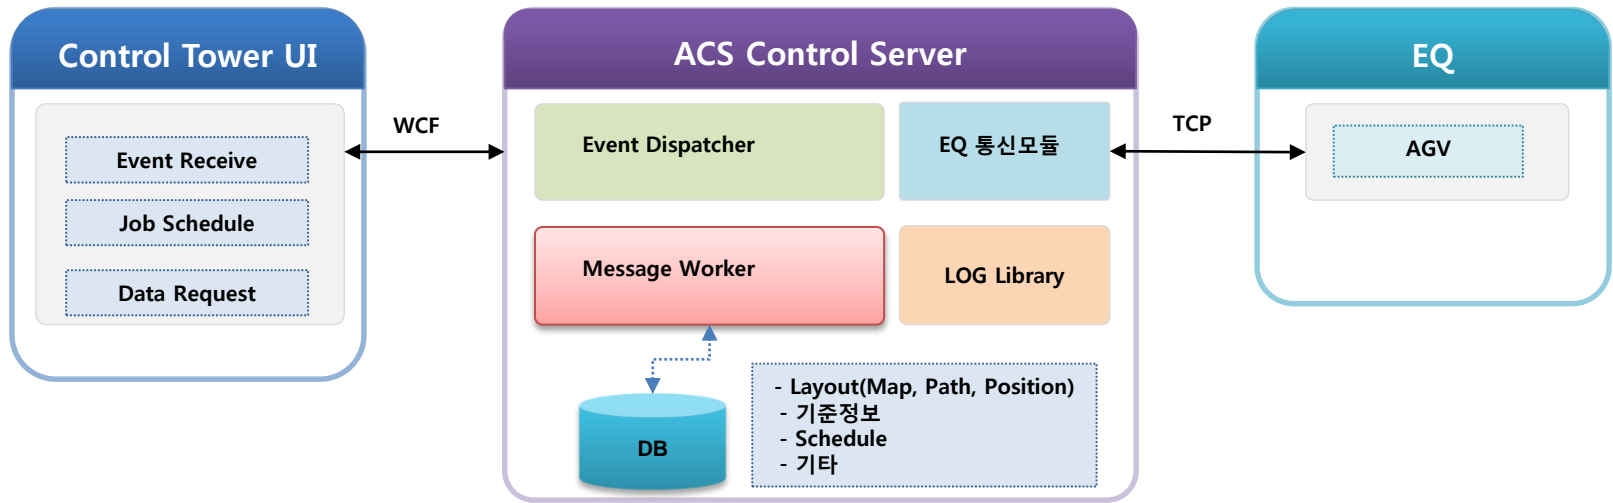 Control Tower UI
Event Receive
Job Schedule
Data Request
WCF
ACS Control Server
Event Dispatcher
EQ 통신모듈
Message Worker
LOG Library
DB
- Layout(Map, Path, Position)
- 기준정보
- Schedule
- 기타
TCP
EQ
AGV